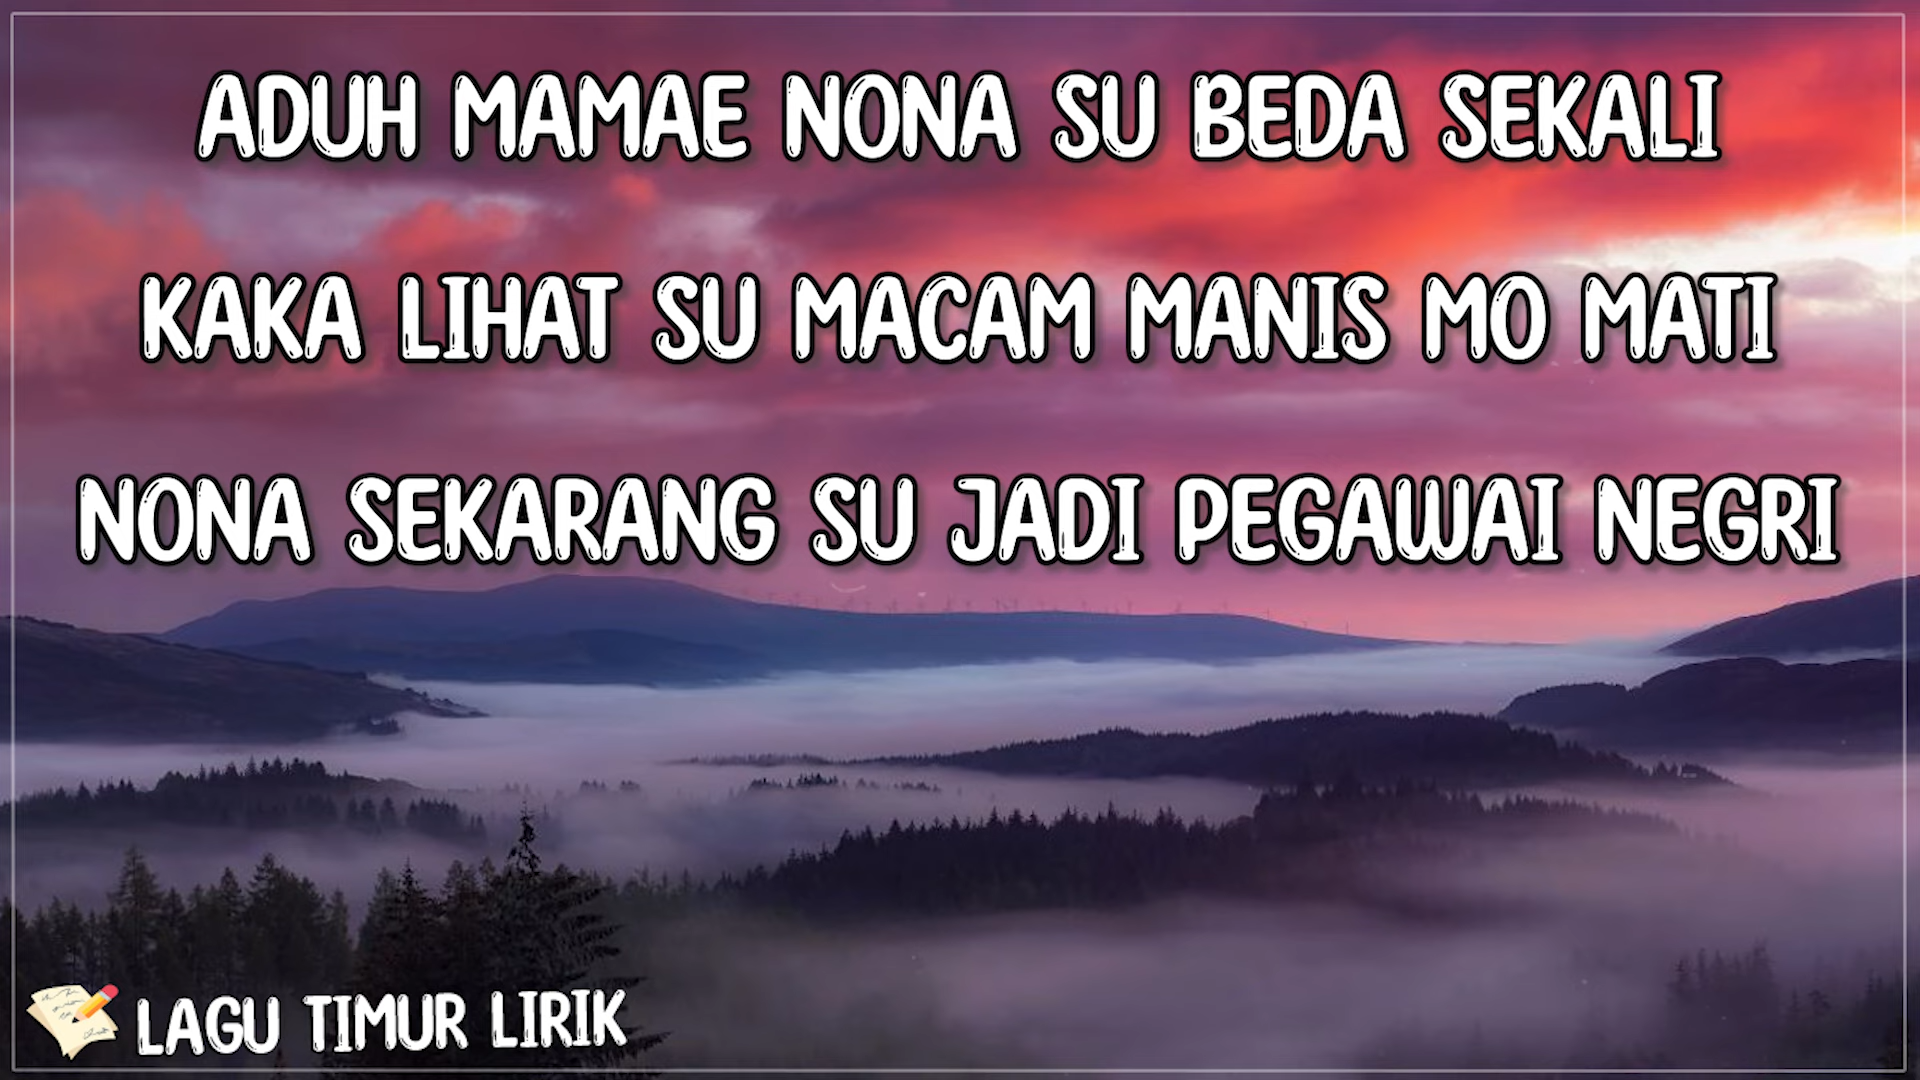 ADUH MAMAE NONA SU BEDA SEKALI
KAKA LIHAT SU MACAM MANIS MO MATI
NONA SEKARANG SU JADI PEGAWAI NEGRI
LAGU TIMUR LIRIK